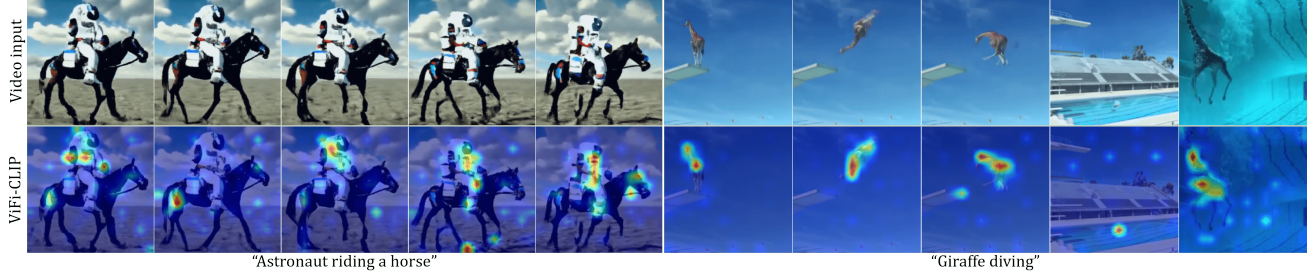 Video input
ViFi-CLIP
“Astronaut riding a horse”
“Giraffe diving”